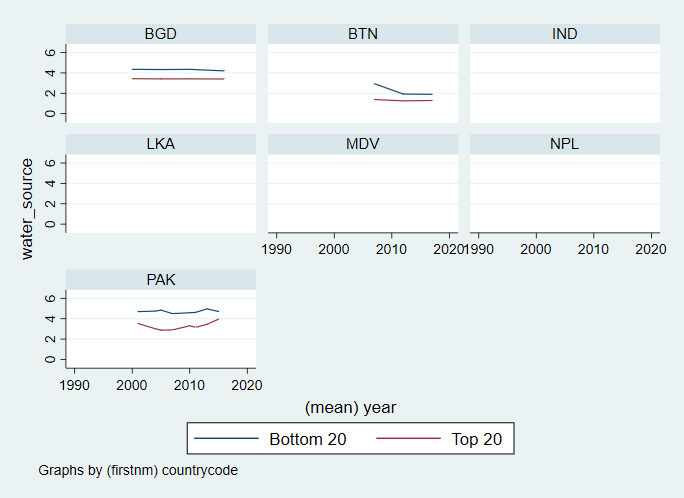 BGD BTN IND
6
4
2
0
LKA MDV NPL
6
4
2
0
1990 2000 2010 2020 1990 2000 2010 2020
PAK
6
4
2
0
1990 2000 2010 2020
water_source
(mean) year
Bottom 20 Top 20
Graphs by (firstnm) countrycode